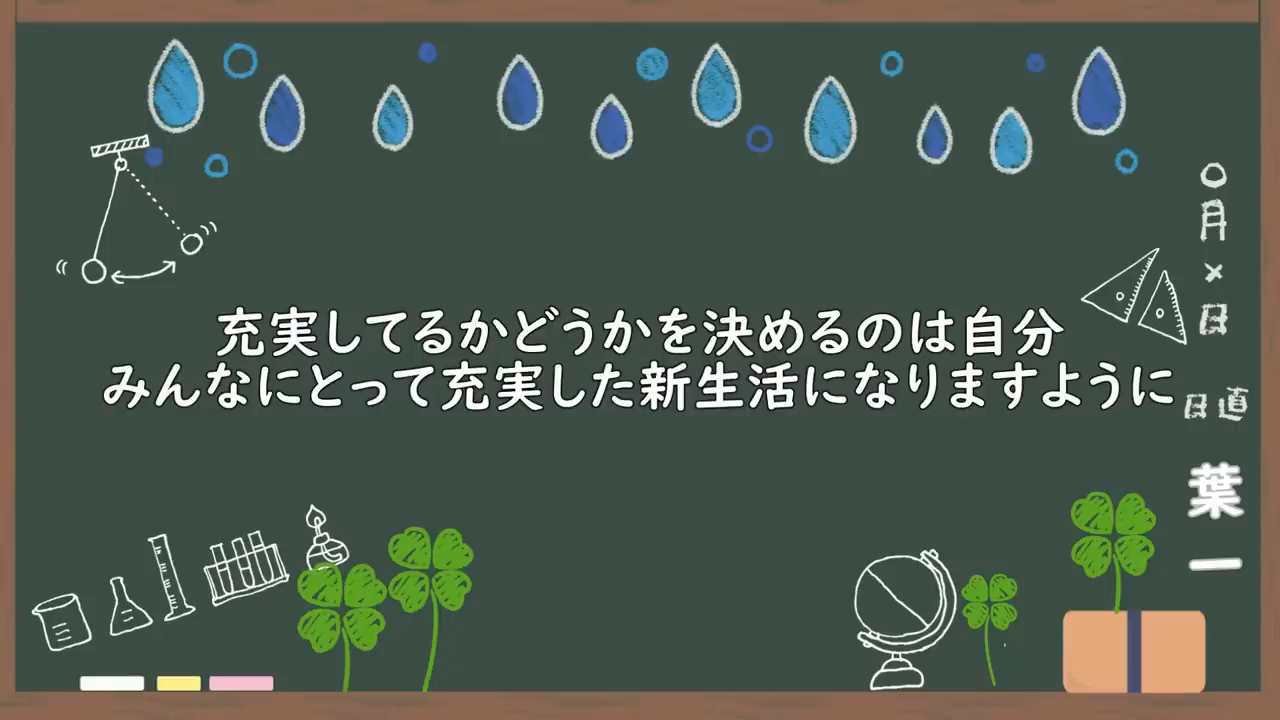 充実してるかどうかを決めるのは自分
みんなにとって充実した新生活になりますように
〇月×日
日直
葉一